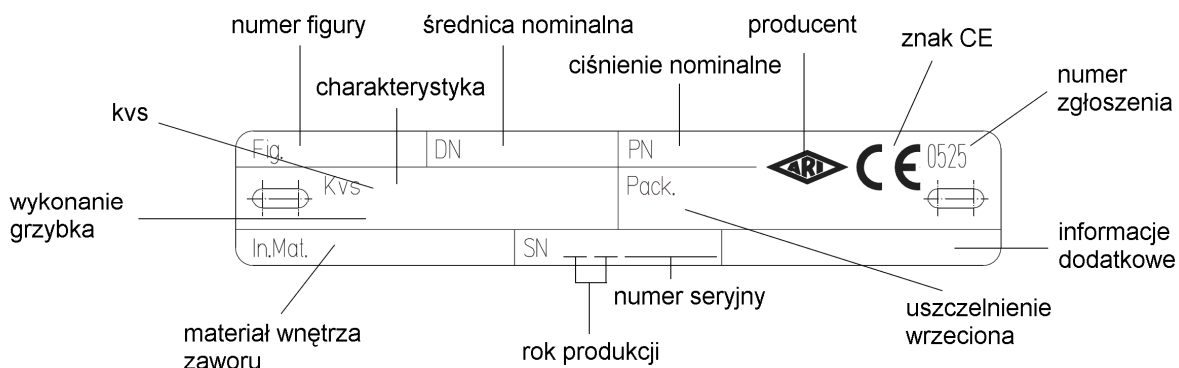 numer figury
średnica nominalna
producent
znak CE
ciśnienie nominalne
numer
zgłoszenia
charakterystyka
kvs
Fig.
DN
PN
ARI
CE
0525
Kvs
Pack.
wykonanie
grzybka
In.Mat.
SN
informacje
dodatkowe
numer seryjny
uszczelnienie
wrzeciona
materiał wnętrza
zaworu
rok produkcji